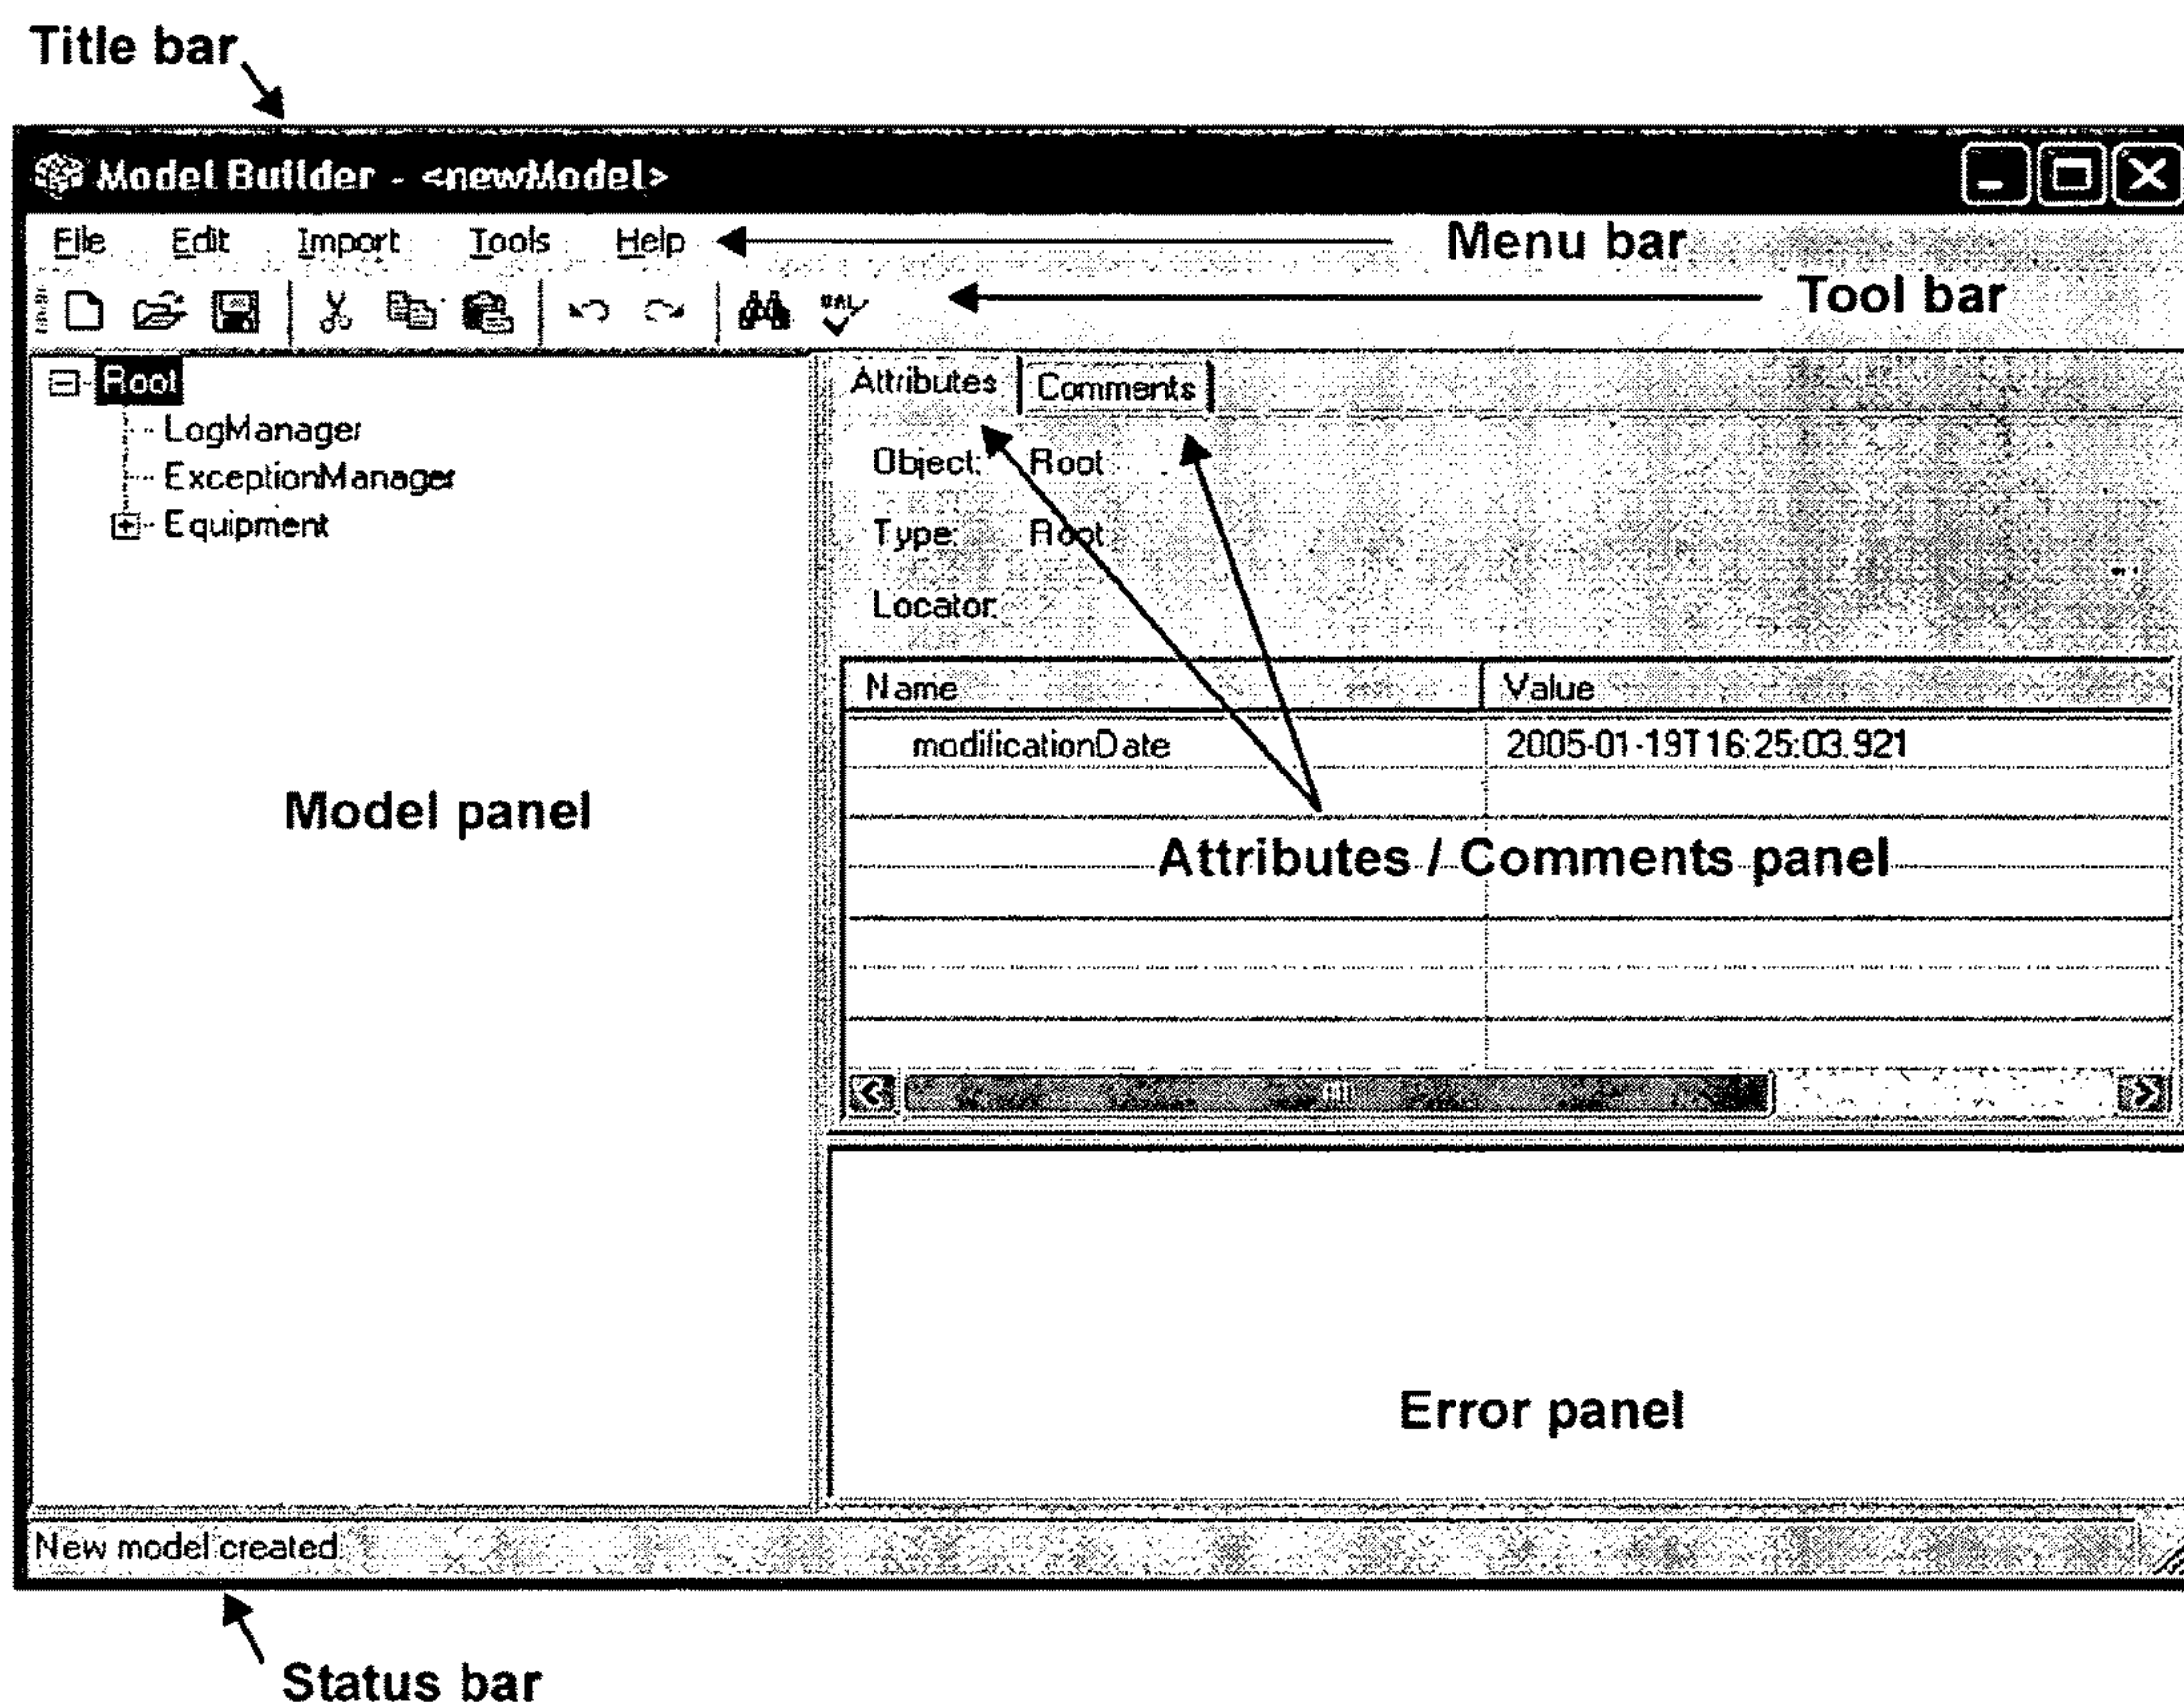 Title bar
Model Builder - <newModel>
File Edit Import Tools Help
Menu bar
Tool bar
VAL
Root
LogManager
ExceptionManager
Equipment
Attributes Comments
Object: Root
Type: Root
Locator:
Name Value
modificationDate 2005-01-19T16:25:03.921
Model panel
Attributes / Comments panel
Error panel
New model created.
Status bar